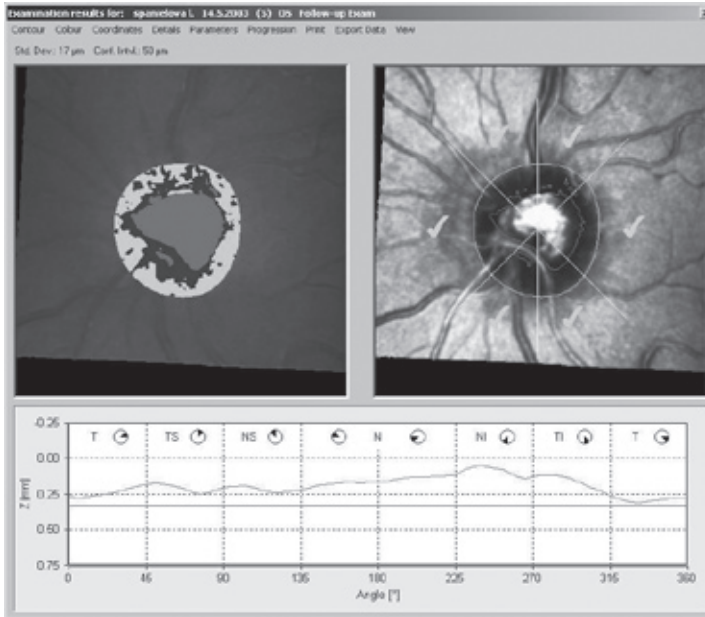 Examination results for: spanielova l. 14.5.2003 (S) OS Follow-up Exam
Contour Colour Coordinates Details Parameters Progression Print Export Data View
Std. Dev.: 17 µm Conf. Intvl.: 50 µm
-0.25
0.00
0.25
0.50
0.75
Z [mm]
T TS NS N NI TI T
0 45 90 135 180 225 270 315 360
Angle [°]